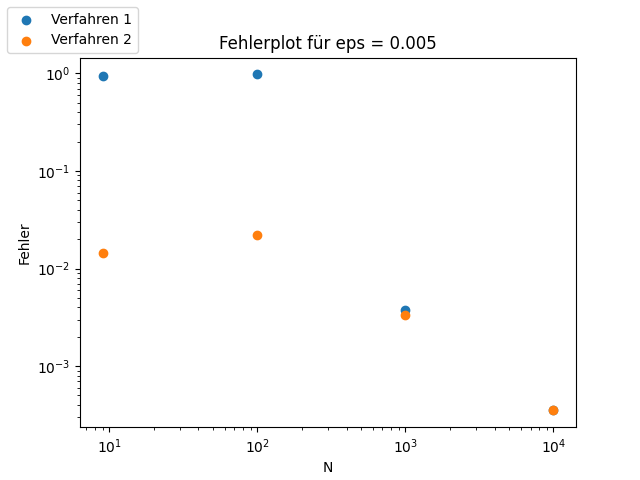 Verfahren 1
Verfahren 2
Fehlerplot für eps = 0.005
Fehler
10⁰
10⁻¹
10⁻²
10⁻³
10¹
10²
10³
10⁴
N